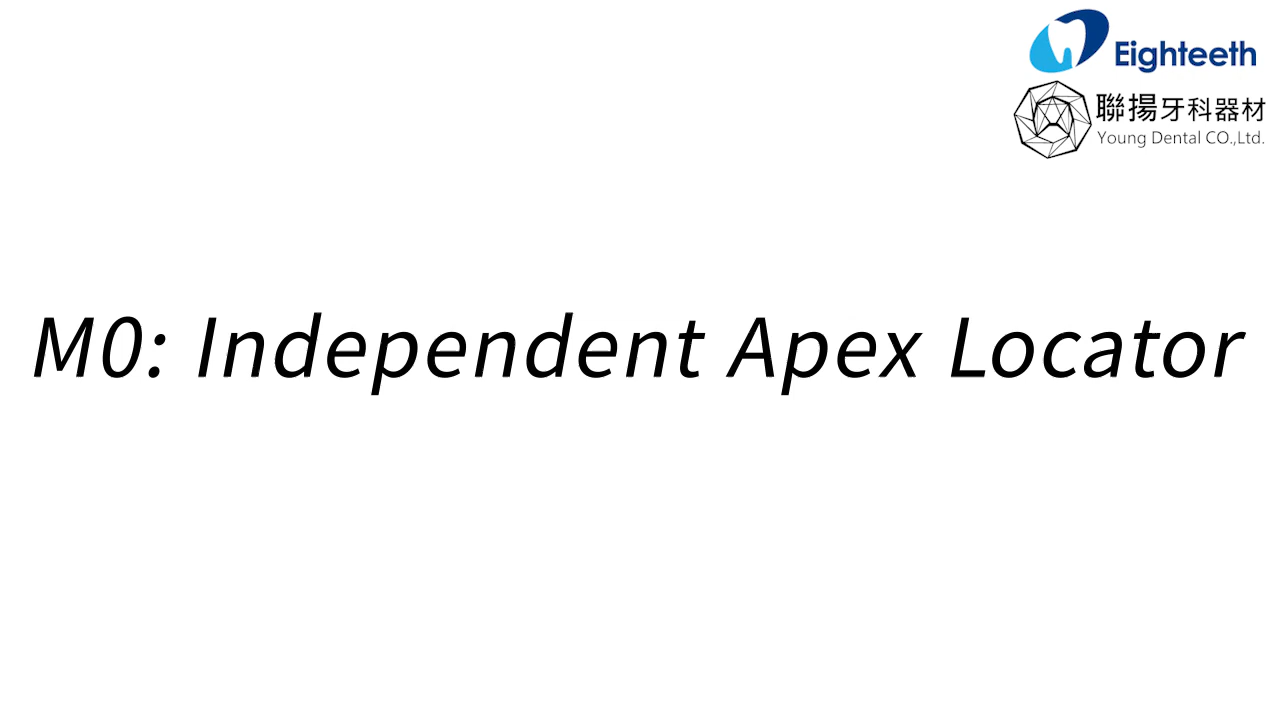 Eighteeth
聯揚牙科器材
Young Dental CO.,Ltd.
M0: Independent Apex Locator